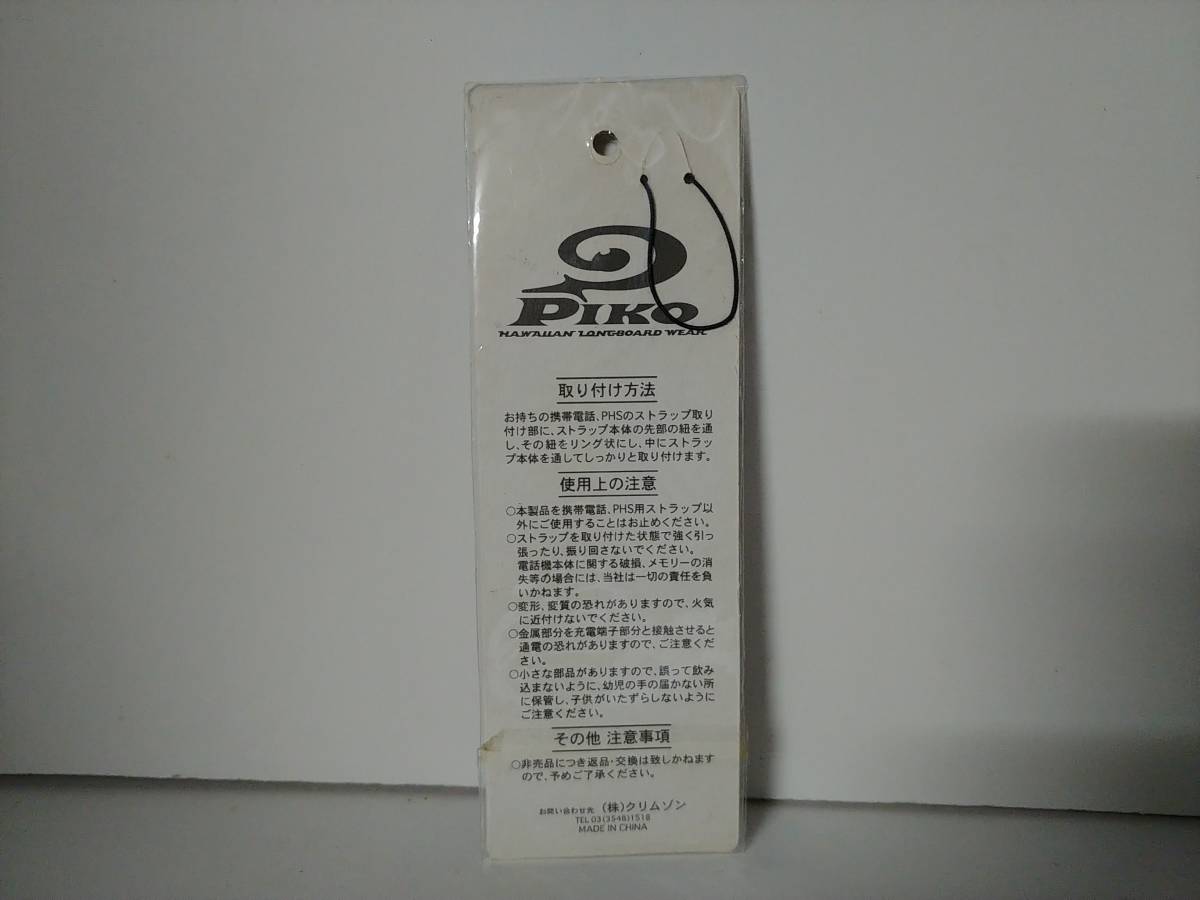 PIKO
HAWAIIAN LONGBOARD WEAR
取り付け方法
お持ちの携帯電話、PHSのストラップ取り
付け部に、ストラップ本体の先部の紐を通
し、その紐をリング状にし、中にストラッ
プ本体を通してしっかりと取り付けます。
使用上の注意
○本製品を携帯電話、PHS用ストラップ以
外にご使用することはお止めください。
○ストラップを取り付けた状態で強く引っ
張ったり、振り回さないでください。
電話機本体に関する破損、メモリーの消
失等の場合には、当社は一切の責任を負
いかねます。
○変形、変質の恐れがありますので、火気
に近付けないでください。
○金属部分を充電端子部分と接触させると
通電の恐れがありますので、ご注意くだ
さい。
○小さな部品がありますので、誤って飲み
込まないように、幼児の手の届かない所
に保管し、子供がいたずらしないように
ご注意ください。
その他 注意事項
○非売品につき返品・交換は致しかねます
ので、予めご了承ください。
お問い合わせ先 (株)クリムゾン
TEL 03(3548)1518
MADE IN CHINA